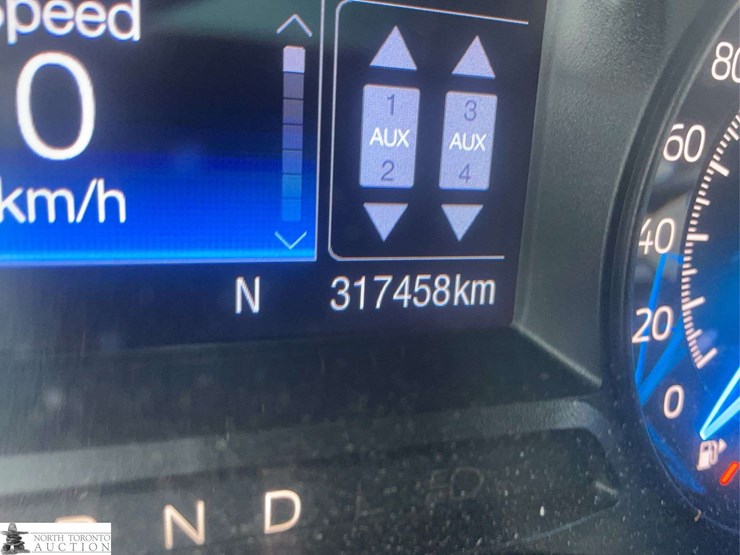 Speed
0
km/h
1
AUX
2
3
AUX
4
N
317458km
80
60
40
20
0
N D
NORTH TORONTO
AUCTION